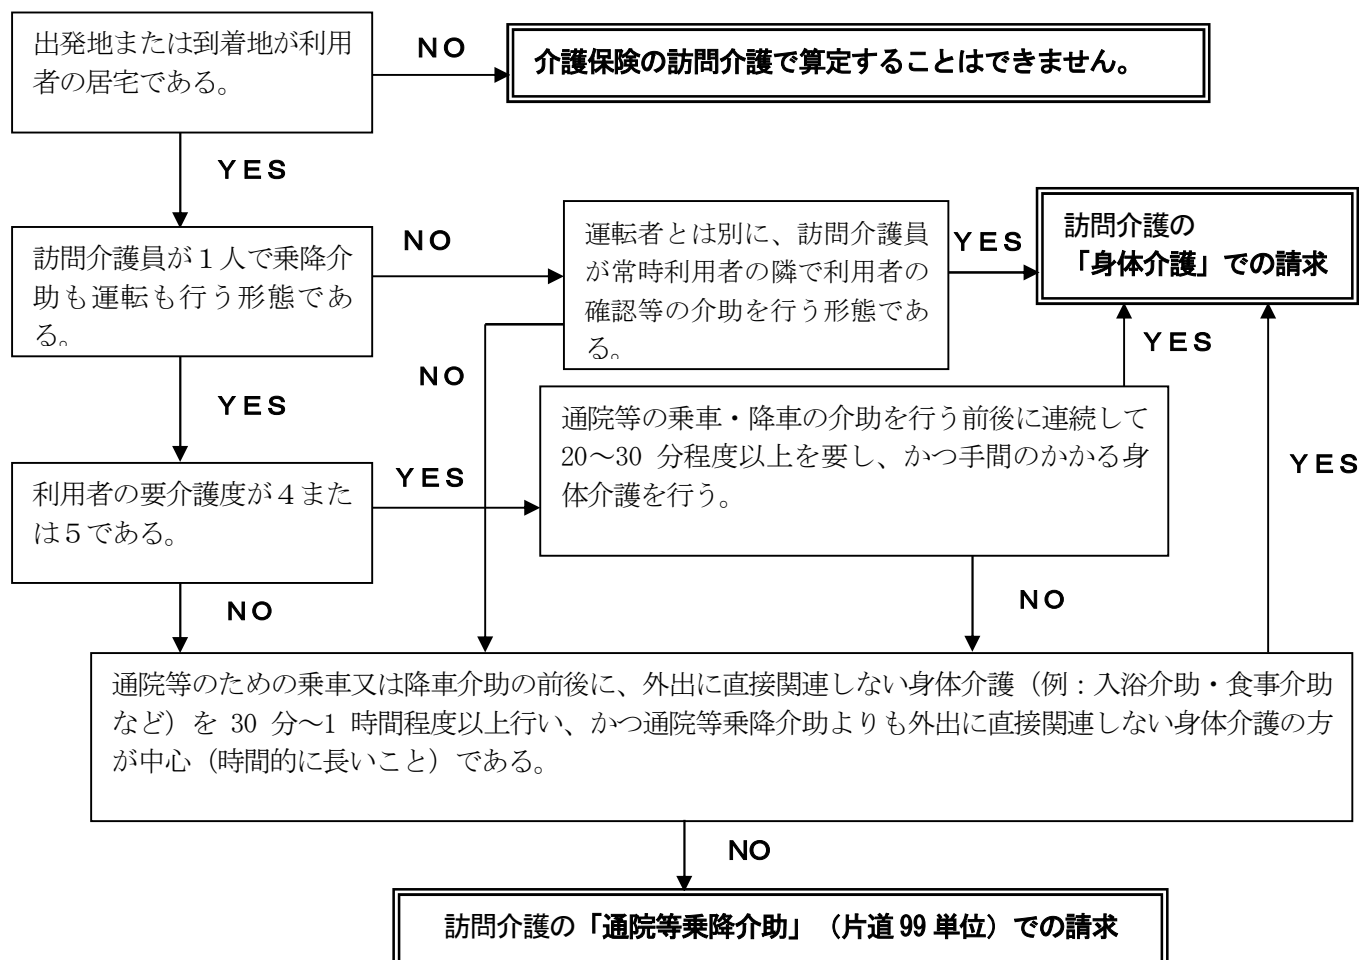 出発地または到着地が利用
者の居宅である。
ＮＯ
介護保険の訪問介護で算定することはできません。
ＹＥＳ
訪問介護員が１人で乗降介
助も運転も行う形態であ
る。
ＮＯ
運転者とは別に、訪問介護員
が常時利用者の隣で利用者の
確認等の介助を行う形態であ
る。
ＹＥＳ
訪問介護の
「身体介護」での請求
ＹＥＳ
ＮＯ
ＹＥＳ
通院等の乗車・降車の介助を行う前後に連続して
20～30 分程度以上を要し、かつ手間のかかる身
体介護を行う。
ＹＥＳ
利用者の要介護度が４また
は５である。
ＹＥＳ
ＮＯ
ＮＯ
通院等のための乗車又は降車介助の前後に、外出に直接関連しない身体介護（例：入浴介助・食事介助
など）を 30 分～1 時間程度以上行い、かつ通院等乗降介助よりも外出に直接関連しない身体介護の方
が中心（時間的に長いこと）である。
ＮＯ
訪問介護の「通院等乗降介助」（片道 99 単位）での請求